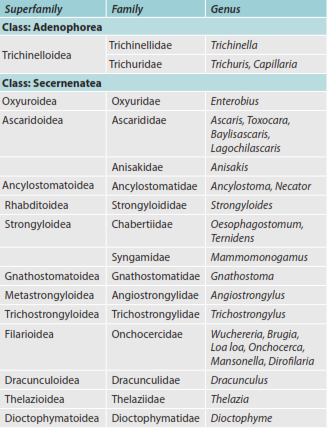 Superfamily Family Genus
Class: Adenophorea
Trichinelloidea Trichinellidae Trichinella
Trichuridae Trichuris, Capillaria
Class: Secernenatea
Oxyuroidea Oxyuridae Enterobius
Ascaridoidea Ascarididae Ascaris, Toxocara,
Baylisascaris,
Lagochilascaris
Anisakidae Anisakis
Ancylostomatoidea Ancylostomatidae Ancylostoma, Necator
Rhabditoidea Strongyloididae Strongyloides
Strongyloidea Chabertiidae Oesophagostomum,
Ternidens
Syngamidae Mammomonogamus
Gnathostomatoidea Gnathostomatidae Gnathostoma
Metastrongyloidea Angiostrongylidae Angiostrongylus
Trichostrongyloidea Trichostrongylidae Trichostrongylus
Filarioidea Onchocercidae Wuchereria, Brugia,
Loa loa, Onchocerca,
Mansonella, Dirofilaria
Dracunculoidea Dracunculidae Dracunculus
Thelazioidea Thelaziidae Thelazia
Dioctophymatoidea Dioctophymatidae Dioctophyme